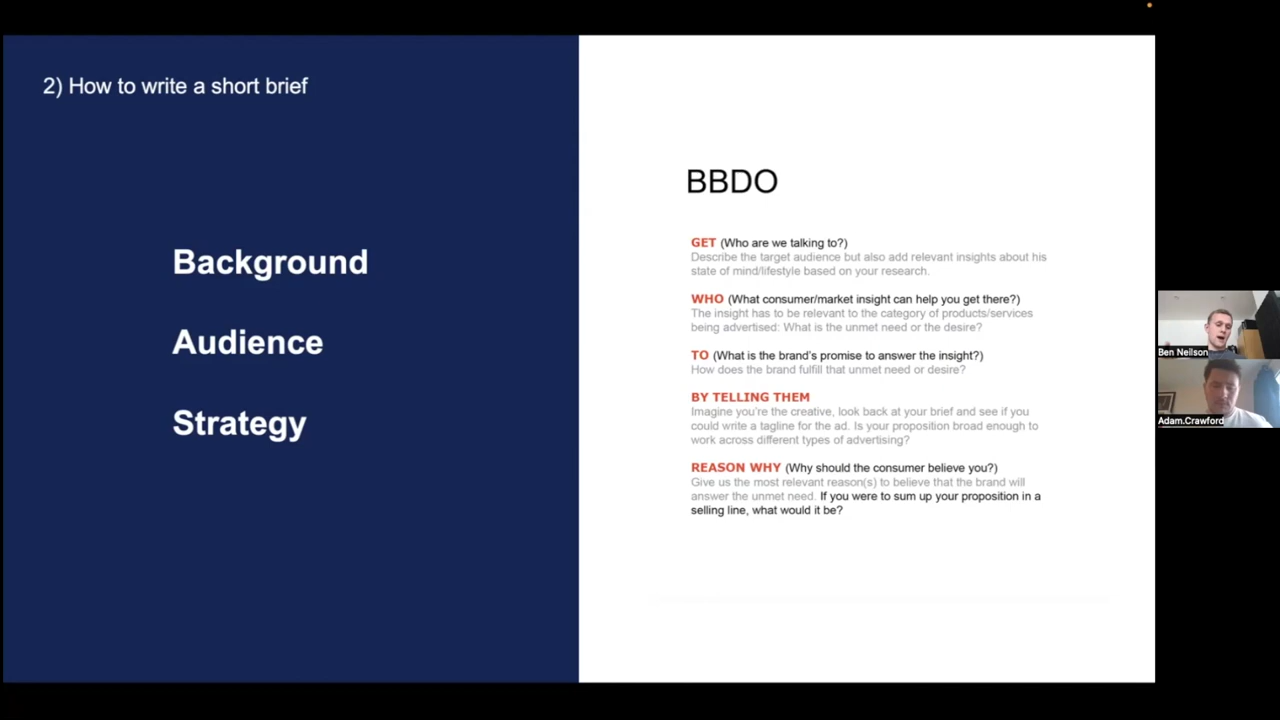 2) How to write a short brief
Background
Audience
Strategy
BBDO
GET (Who are we talking to?)
Describe the target audience but also add relevant insights about his
state of mind/lifestyle based on your research.
WHO (What consumer/market insight can help you get there?)
The insight has to be relevant to the category of products/services
being advertised: What is the unmet need or the desire?
TO (What is the brand's promise to answer the insight?)
How does the brand fulfill that unmet need or desire?
BY TELLING THEM
Imagine you're the creative, look back at your brief and see if you
could write a tagline for the ad. Is your proposition broad enough to
work across different types of advertising?
REASON WHY (Why should the consumer believe you?)
Give us the most relevant reason(s) to believe that the brand will
answer the unmet need. If you were to sum up your proposition in a
selling line, what would it be?
Ben Neilson
Adam.Crawford